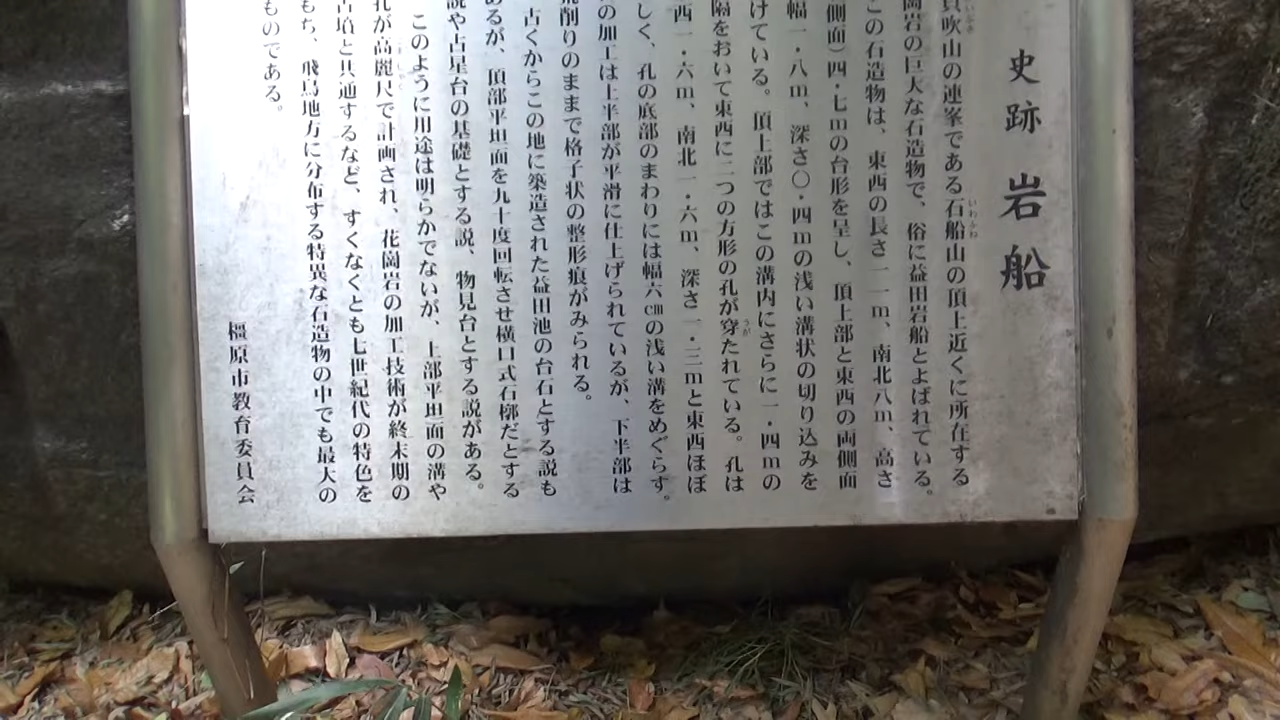 史跡 岩船
貝吹山の連峯である石船山の頂上近くに所在する
崗岩の巨大な石造物で、俗に益田岩船とよばれている。
この石造物は、東西の長さ一一m、南北八m、高さ
側面)四・七mの台形を呈し、頂上部と東西の両側面
幅一・八m、深さ〇・四mの浅い溝状の切り込みを
けている。頂上部ではこの溝内にさらに一・四mの
隔をおいて東西に二つの方形の孔が穿たれている。孔は
西一・六m、南北一・六m、深さ一・三mと東西ほぼ
しく、孔の底部のまわりには幅六cmの浅い溝をめぐらす。
の加工は上半部が平滑に仕上げられているが、下半部は
荒削りのままで格子状の整形痕がみられる。
古くからこの地に築造された益田池の台石とする説も
あるが、頂部平坦面を九十度回転させ横口式石槨だとする
説や占星台の基礎とする説、物見台とする説がある。
このように用途は明らかでないが、上部平坦面の溝や
孔が高麗尺で計画され、花崗岩の加工技術が終末期の
古墳と共通するなど、すくなくとも七世紀代の特色を
もち、飛鳥地方に分布する特異な石造物の中でも最大の
ものである。
橿原市教育委員会